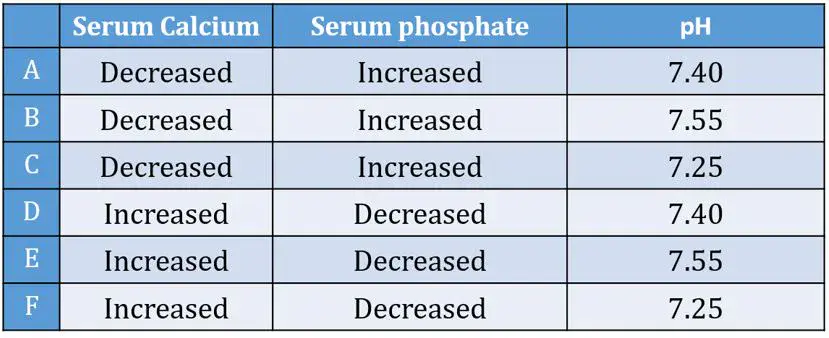 Serum Calcium Serum phosphate pH
A Decreased Increased 7.40
B Decreased Increased 7.55
C Decreased Increased 7.25
D Increased Decreased 7.40
E Increased Decreased 7.55
F Increased Decreased 7.25